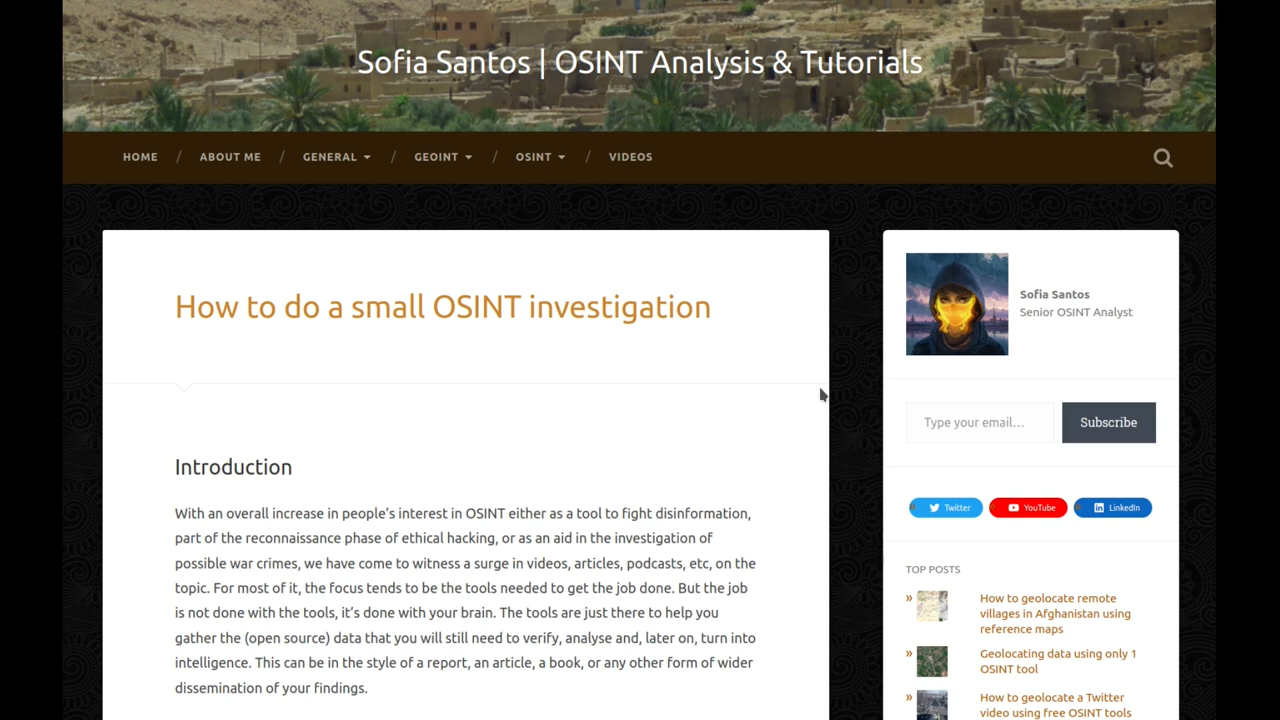 Sofia Santos | OSINT Analysis & Tutorials
HOME / ABOUT ME / GENERAL / GEOINT / OSINT / VIDEOS
How to do a small OSINT investigation
Introduction
With an overall increase in people's interest in OSINT either as a tool to fight disinformation,
part of the reconnaissance phase of ethical hacking, or as an aid in the investigation of
possible war crimes, we have come to witness a surge in videos, articles, podcasts, etc, on the
topic. For most of it, the focus tends to be the tools needed to get the job done. But the job
is not done with the tools, it's done with your brain. The tools are just there to help you
gather the (open source) data that you will still need to verify, analyse and, later on, turn into
intelligence. This can be in the style of a report, an article, a book, or any other form of wider
dissemination of your findings.
Sofia Santos
Senior OSINT Analyst
Type your email…
Subscribe
Twitter
YouTube
LinkedIn
TOP POSTS
» How to geolocate remote
villages in Afghanistan using
reference maps
» Geolocating data using only 1
OSINT tool
» How to geolocate a Twitter
video using free OSINT tools